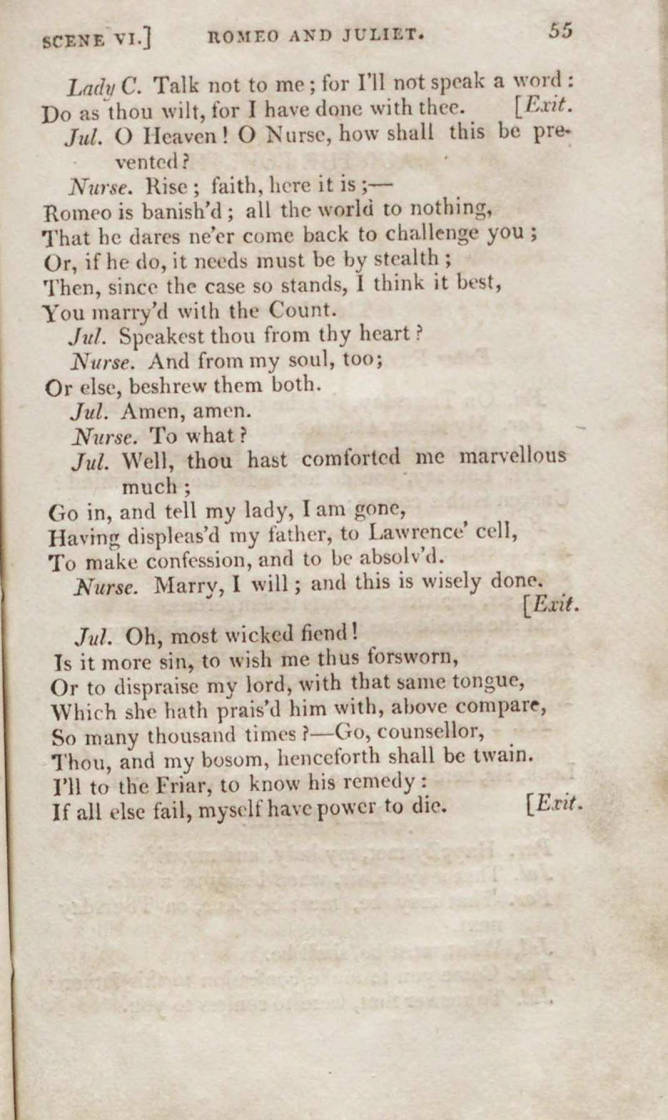 SCENE VI.] ROMEO AND JULIET. 55
Lady C. Talk not to me; for I'll not speak a word:
Do as thou wilt, for I have done with thee. [Exit.
Jul. O Heaven! O Nurse, how shall this be pre-
vented?
Nurse. Rise; faith, here it is;—
Romeo is banish'd; all the world to nothing,
That he dares ne'er come back to challenge you;
Or, if he do, it needs must be by stealth;
Then, since the case so stands, I think it best,
You marry'd with the Count.
Jul. Speakest thou from thy heart?
Nurse. And from my soul, too;
Or else, beshrew them both.
Jul. Amen, amen.
Nurse. To what?
Jul. Well, thou hast comforted me marvellous
much;
Go in, and tell my lady, I am gone,
Having displeas'd my father, to Lawrence' cell,
To make confession, and to be absolv'd.
Nurse. Marry, I will; and this is wisely done.
[Exit.
Jul. Oh, most wicked fiend!
Is it more sin, to wish me thus forsworn,
Or to dispraise my lord, with that same tongue,
Which she hath prais'd him with, above compare,
So many thousand times?—Go, counsellor,
Thou, and my bosom, henceforth shall be twain.
I'll to the Friar, to know his remedy:
If all else fail, myself have power to die. [Exit.